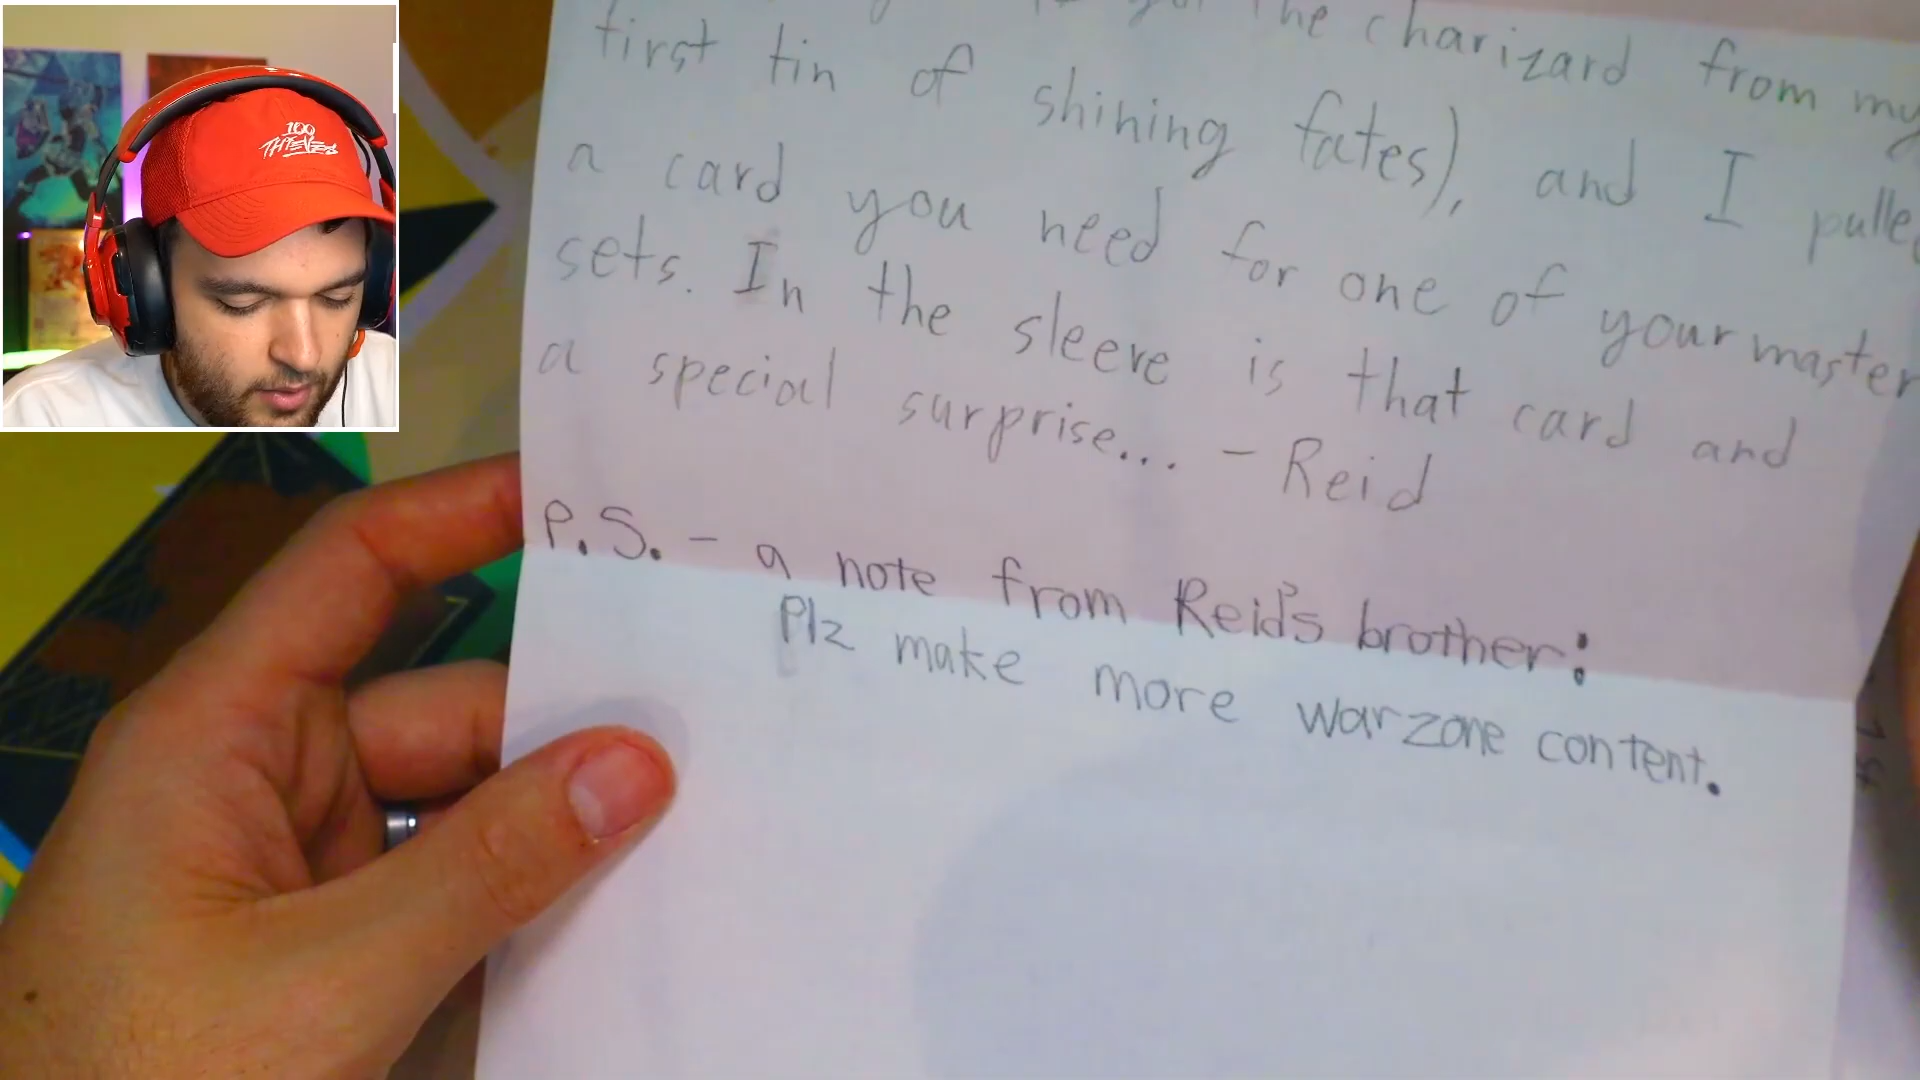 100
THIEVES
the charizard from my
first tin of shining fates), and I pulled
a card you need for one of your master
sets. In the sleeve is that card and
a special surprise... - Reid
P.S. - a note from Reid's brother:
Plz make more warzone content.